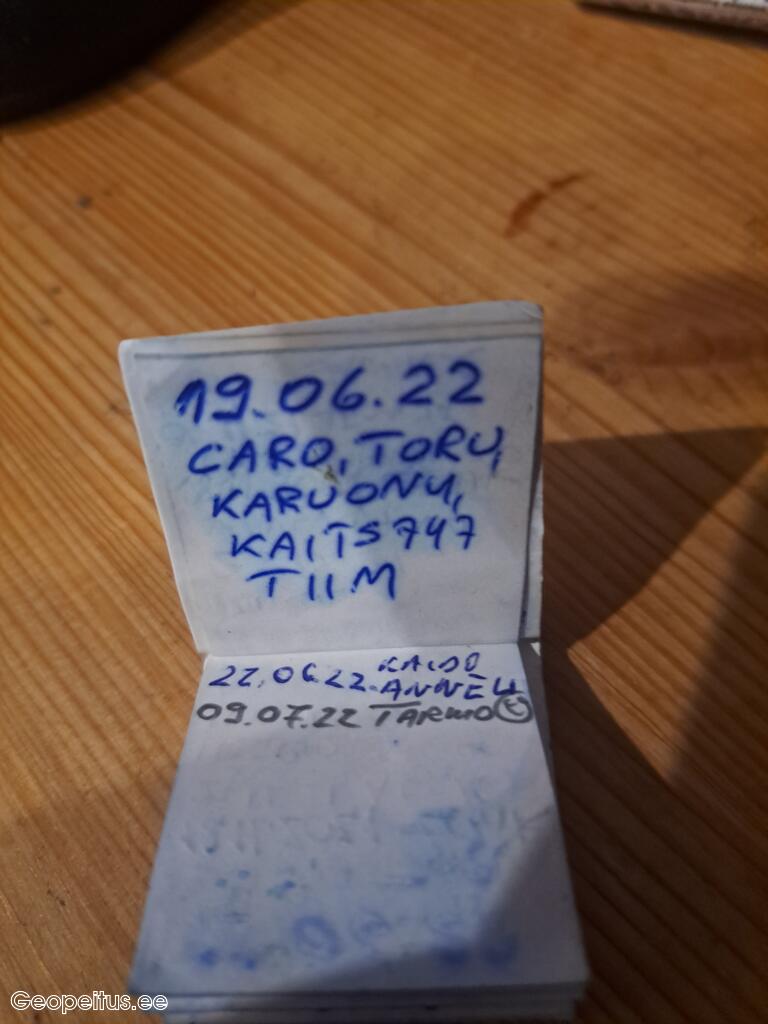 19.06.22
CARO, TORU,
KARUONU,
KAITS747
TIIM
KAIDO
22.06.22. ANNELI
09.07.22 TARMO
Geopeitus.ee